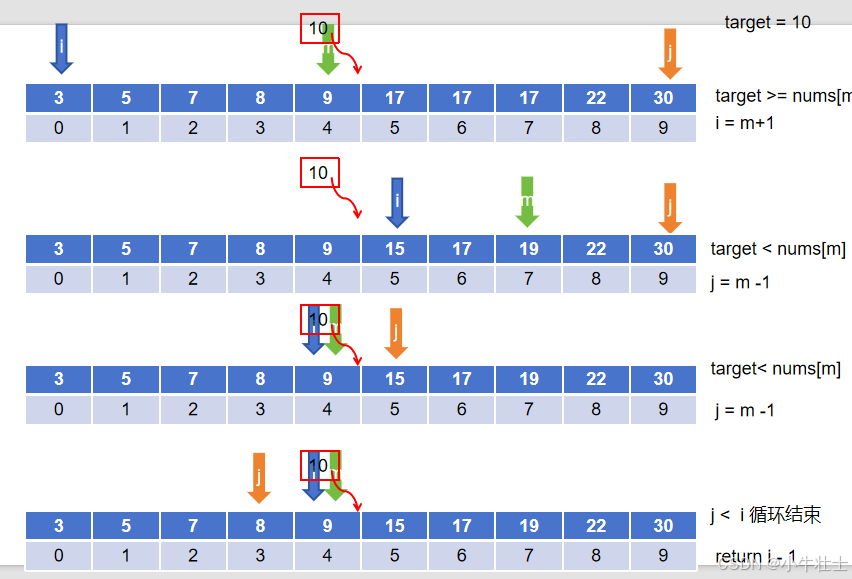 target = 10
10
i
j
3 5 7 8 9 17 17 17 22 30
target >= nums[m
0 1 2 3 4 5 6 7 8 9
i = m+1
10
i
m
j
3 5 7 8 9 15 17 19 22 30
target < nums[m]
0 1 2 3 4 5 6 7 8 9
j = m -1
10
j
3 5 7 8 9 15 17 19 22 30
target< nums[m]
0 1 2 3 4 5 6 7 8 9
j = m -1
j
10
3 5 7 8 9 15 17 19 22 30
j < i 循环结束
0 1 2 3 4 5 6 7 8 9
return i - 1
CSDN @小牛壮士